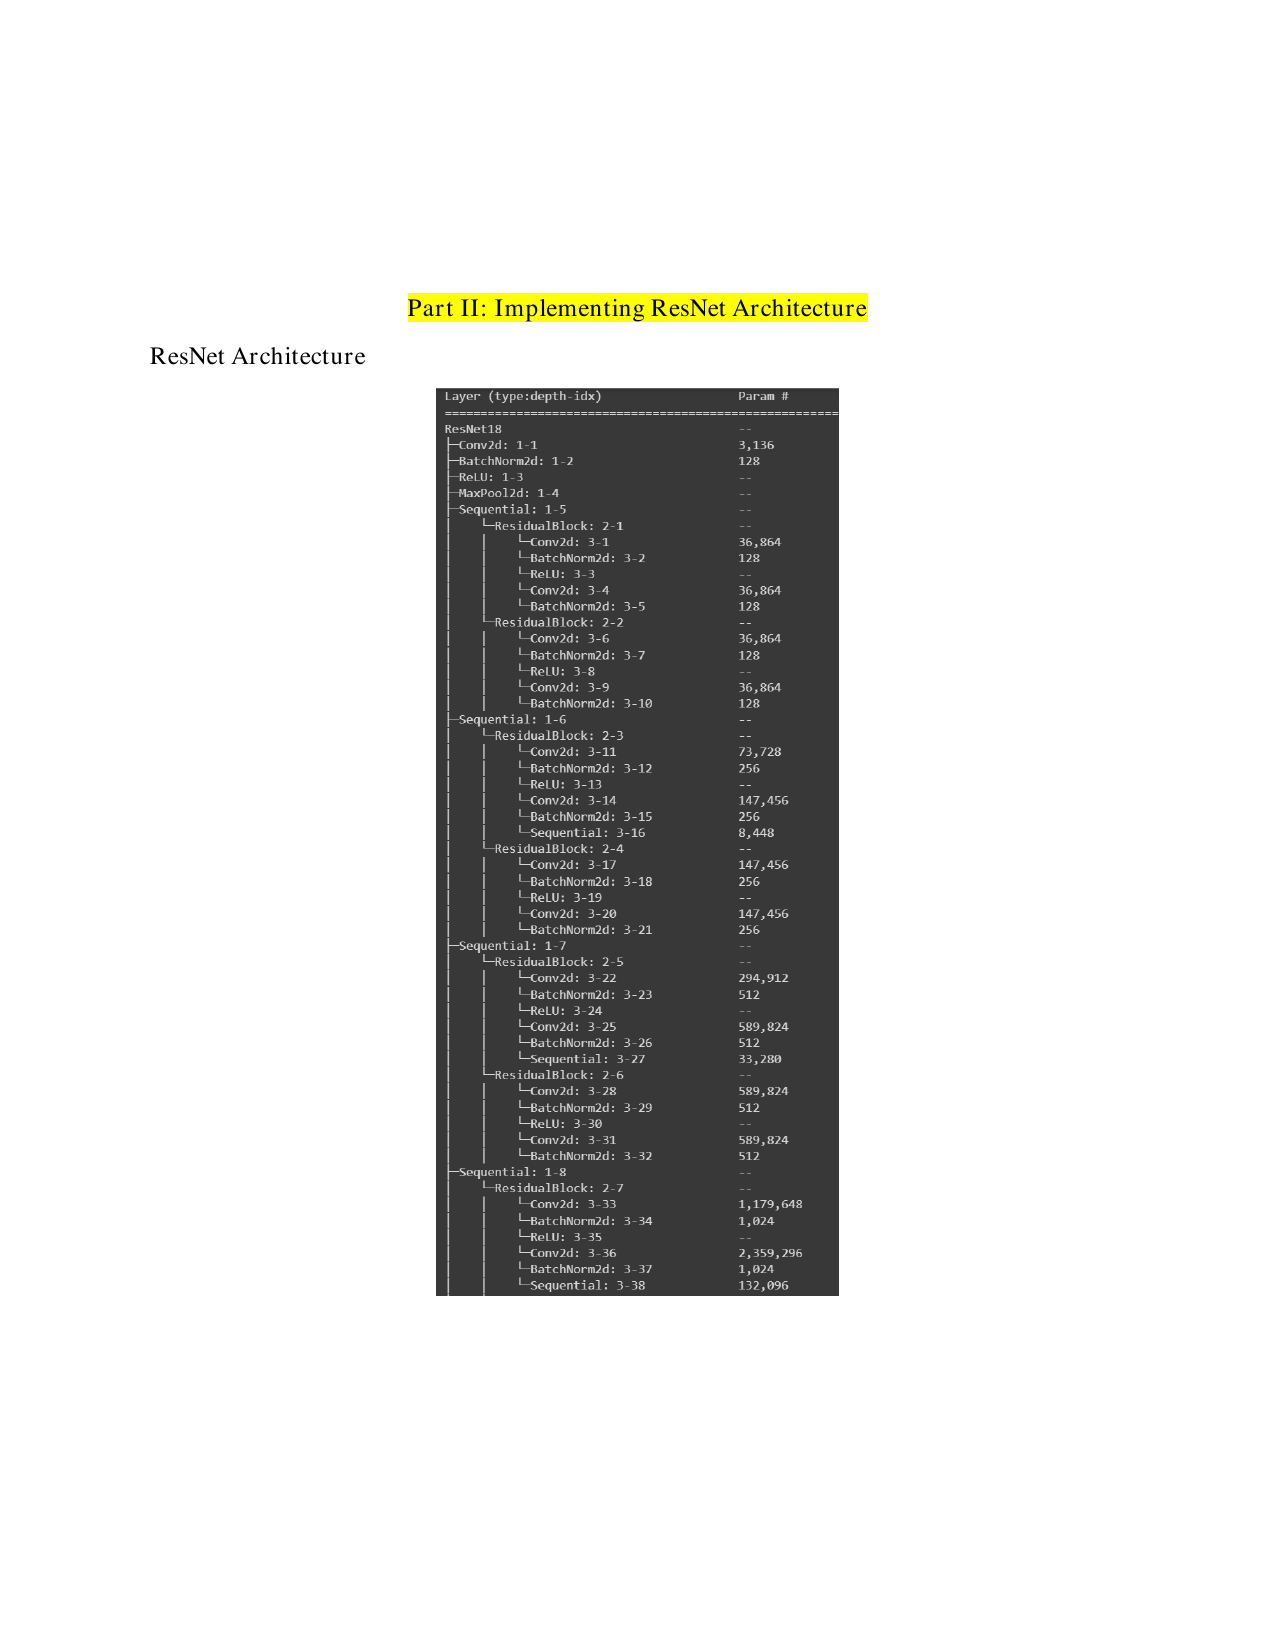 Part II: Implementing ResNet Architecture
ResNet Architecture
Layer (type:depth-idx) Param #
=======================================================
ResNet18 --
├─Conv2d: 1-1 3,136
├─BatchNorm2d: 1-2 128
├─ReLU: 1-3 --
├─MaxPool2d: 1-4 --
├─Sequential: 1-5 --
│ └─ResidualBlock: 2-1 --
│ │ └─Conv2d: 3-1 36,864
│ │ └─BatchNorm2d: 3-2 128
│ │ └─ReLU: 3-3 --
│ │ └─Conv2d: 3-4 36,864
│ │ └─BatchNorm2d: 3-5 128
│ └─ResidualBlock: 2-2 --
│ │ └─Conv2d: 3-6 36,864
│ │ └─BatchNorm2d: 3-7 128
│ │ └─ReLU: 3-8 --
│ │ └─Conv2d: 3-9 36,864
│ │ └─BatchNorm2d: 3-10 128
├─Sequential: 1-6 --
│ └─ResidualBlock: 2-3 --
│ │ └─Conv2d: 3-11 73,728
│ │ └─BatchNorm2d: 3-12 256
│ │ └─ReLU: 3-13 --
│ │ └─Conv2d: 3-14 147,456
│ │ └─BatchNorm2d: 3-15 256
│ │ └─Sequential: 3-16 8,448
│ └─ResidualBlock: 2-4 --
│ │ └─Conv2d: 3-17 147,456
│ │ └─BatchNorm2d: 3-18 256
│ │ └─ReLU: 3-19 --
│ │ └─Conv2d: 3-20 147,456
│ │ └─BatchNorm2d: 3-21 256
├─Sequential: 1-7 --
│ └─ResidualBlock: 2-5 --
│ │ └─Conv2d: 3-22 294,912
│ │ └─BatchNorm2d: 3-23 512
│ │ └─ReLU: 3-24 --
│ │ └─Conv2d: 3-25 589,824
│ │ └─BatchNorm2d: 3-26 512
│ │ └─Sequential: 3-27 33,280
│ └─ResidualBlock: 2-6 --
│ │ └─Conv2d: 3-28 589,824
│ │ └─BatchNorm2d: 3-29 512
│ │ └─ReLU: 3-30 --
│ │ └─Conv2d: 3-31 589,824
│ │ └─BatchNorm2d: 3-32 512
├─Sequential: 1-8 --
│ └─ResidualBlock: 2-7 --
│ │ └─Conv2d: 3-33 1,179,648
│ │ └─BatchNorm2d: 3-34 1,024
│ │ └─ReLU: 3-35 --
│ │ └─Conv2d: 3-36 2,359,296
│ │ └─BatchNorm2d: 3-37 1,024
│ │ └─Sequential: 3-38 132,096